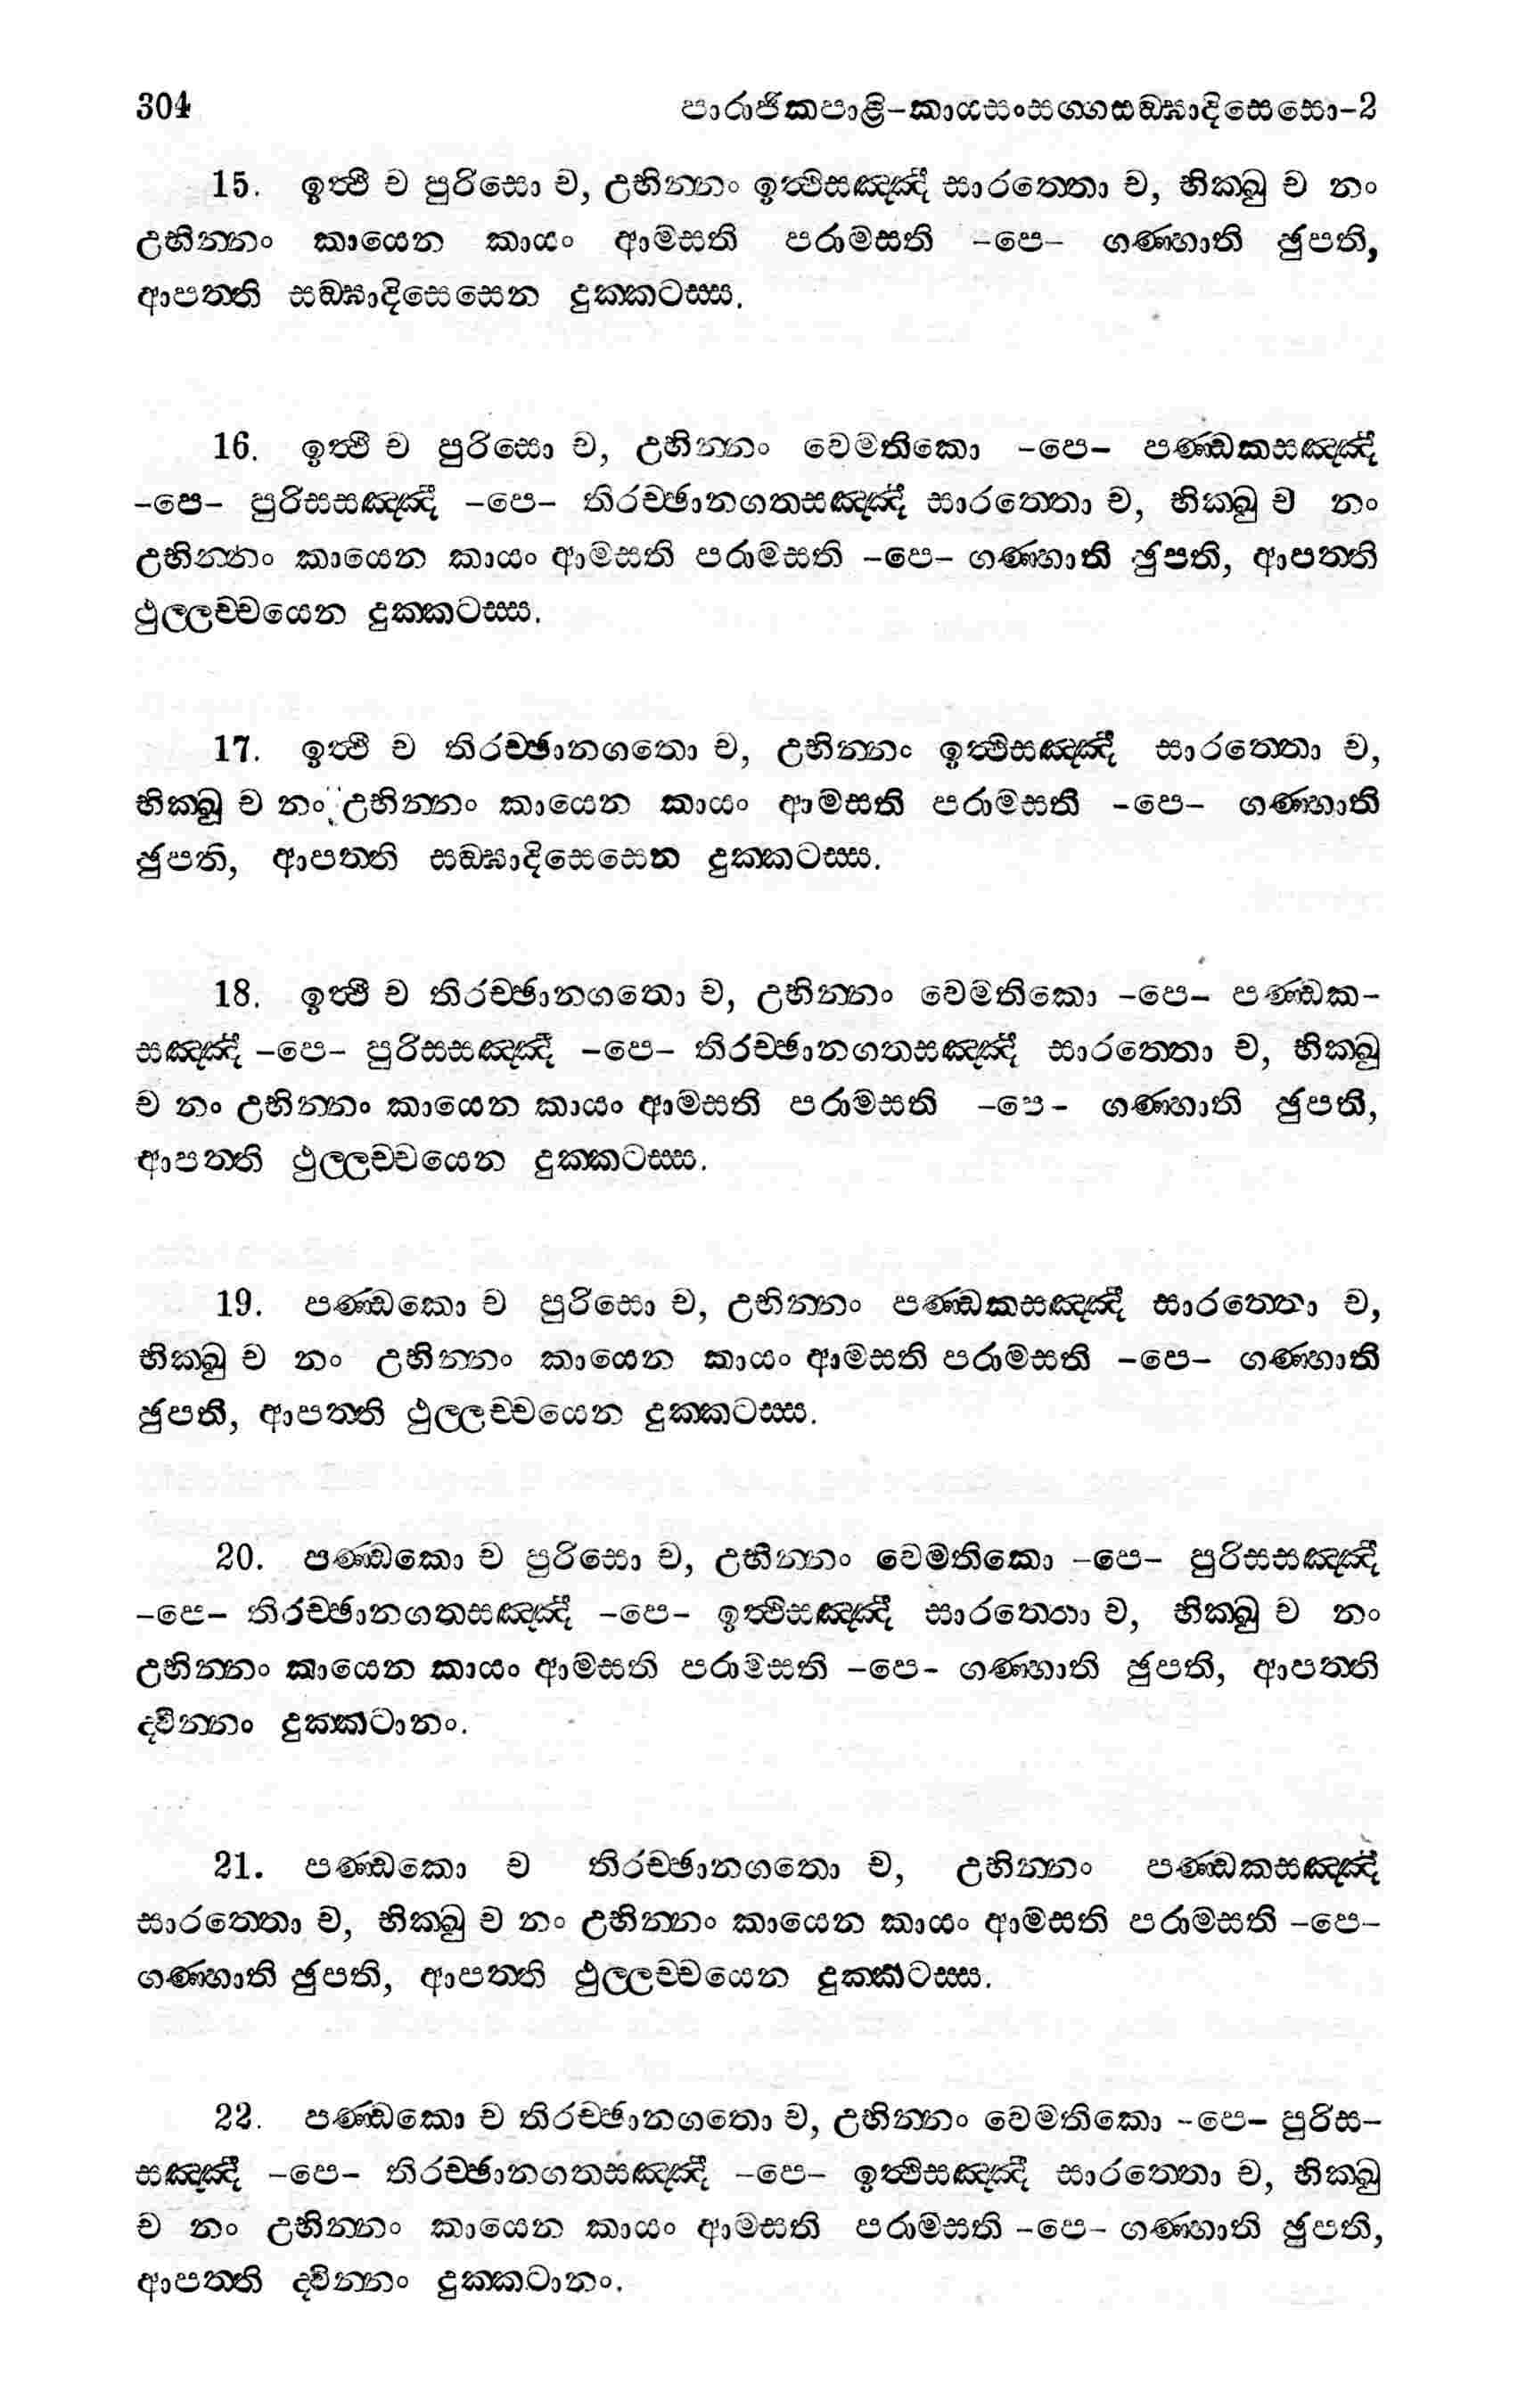 304 පාරාජිකපාළි–කායසංසග්ගසඞ්ඝාදිසෙසො–2
15. ඉත්ථි ච පුරිසො ච, උභින්නං ඉත්ථිසඤ්ඤී සාරත්තො ච, භික්ඛු ච නං
උභින්නං කායෙන කායං ආමසති පරාමසති –පෙ– ගණ්හාති ඡුපති,
ආපත්ති සඞ්ඝාදිසෙසෙන දුක්කටස්ස.
16. ඉත්ථි ච පුරිසො ච, උභින්නං වෙමතිකො –පෙ– පණ්ඩකසඤ්ඤී
–පෙ– පුරිසසඤ්ඤී –පෙ– තිරච්ඡානගතසඤ්ඤී සාරත්තො ච, භික්ඛු ච නං
උභින්නං කායෙන කායං ආමසති පරාමසති –පෙ– ගණ්හාති ඡුපති, ආපත්ති
ථුල්ලච්චයෙන දුක්කටස්ස.
17. ඉත්ථි ච තිරච්ඡානගතො ච, උභින්නං ඉත්ථිසඤ්ඤී සාරත්තො ච,
භික්ඛූ ච නං උභින්නං කායෙන කායං ආමසති පරාමසති –පෙ– ගණ්හාති
ඡුපති, ආපත්ති සඞ්ඝාදිසෙසෙන දුක්කටස්ස.
18. ඉත්ථි ච තිරච්ඡානගතො ච, උභින්නං වෙමතිකො –පෙ– පණ්ඩක–
සඤ්ඤී –පෙ– පුරිසසඤ්ඤී –පෙ– තිරච්ඡානගතසඤ්ඤී සාරත්තො ච, භික්ඛු
ච නං උභින්නං කායෙන කායං ආමසති පරාමසති –පෙ– ගණ්හාති ඡුපති,
ආපත්ති ථුල්ලච්චයෙන දුක්කටස්ස.
19. පණ්ඩකො ච පුරිසො ච, උභින්නං පණ්ඩකසඤ්ඤී සාරත්තො ච,
භික්ඛු ච නං උභින්නං කායෙන කායං ආමසති පරාමසති –පෙ– ගණ්හාති
ඡුපති, ආපත්ති ථුල්ලච්චයෙන දුක්කටස්ස.
20. පණ්ඩකො ච පුරිසො ච, උභින්නං වෙමතිකො –පෙ– පුරිසසඤ්ඤී
–පෙ– තිරච්ඡානගතසඤ්ඤී –පෙ– ඉත්ථිසඤ්ඤී සාරත්තො ච, භික්ඛු ච නං
උභින්නං කායෙන කායං ආමසති පරාමසති –පෙ– ගණ්හාති ඡුපති, ආපත්ති
ද්වින්නං දුක්කටානං.
21. පණ්ඩකො ච තිරච්ඡානගතො ච, උභින්නං පණ්ඩකසඤ්ඤී
සාරත්තො ච, භික්ඛු ච නං උභින්නං කායෙන කායං ආමසති පරාමසති –පෙ–
ගණ්හාති ඡුපති, ආපත්ති ථුල්ලච්චයෙන දුක්කටස්ස.
22. පණ්ඩකො ච තිරච්ඡානගතො ච, උභින්නං වෙමතිකො –පෙ– පුරිස–
සඤ්ඤී –පෙ– තිරච්ඡානගතසඤ්ඤී –පෙ– ඉත්ථිසඤ්ඤී සාරත්තො ච, භික්ඛු
ච නං උභින්නං කායෙන කායං ආමසති පරාමසති –පෙ– ගණ්හාති ඡුපති,
ආපත්ති ද්වින්නං දුක්කටානං.